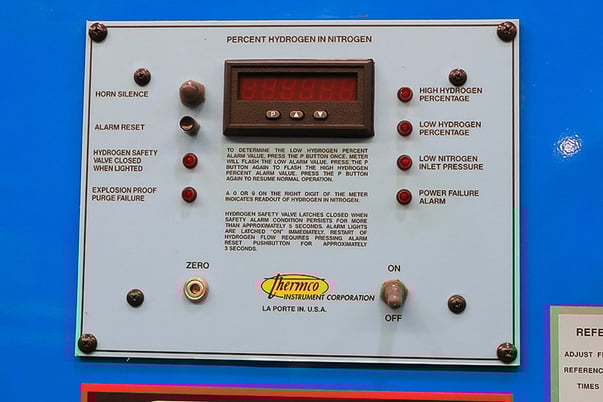 PERCENT HYDROGEN IN NITROGEN
HORN SILENCE
ALARM RESET
HYDROGEN SAFETY
VALVE CLOSED
WHEN LIGHTED
EXPLOSION PROOF
PURGE FAILURE
P
HIGH HYDROGEN
PERCENTAGE
LOW HYDROGEN
PERCENTAGE
LOW NITROGEN
INLET PRESSURE
POWER FAILURE
ALARM
TO DETERMINE THE LOW HYDROGEN PERCENT
ALARM VALUE, PRESS THE P BUTTON ONCE. METER
WILL FLASH THE LOW ALARM VALUE. PRESS THE P
BUTTON AGAIN TO FLASH THE HIGH HYDROGEN
PERCENT ALARM VALUE. PRESS THE P BUTTON
AGAIN TO RESUME NORMAL OPERATION.
A 0 OR 9 ON THE RIGHT DIGIT OF THE METER
INDICATES READOUT OF HYDROGEN IN NITROGEN.
HYDROGEN SAFETY VALVE LATCHES CLOSED WHEN
SAFETY ALARM CONDITION PERSISTS FOR MORE
THAN APPROXIMATELY 5 SECONDS. ALARM LIGHTS
ARE LATCHED "ON" IMMEDIATELY. RESTART OF
HYDROGEN FLOW REQUIRES PRESSING ALARM
RESET PUSHBUTTON FOR APPROXIMATELY
3 SECONDS.
ZERO
Thermco
INSTRUMENT CORPORATION
LA PORTE IN. U.S.A.
ON
OFF
REFE
ADJUST F
REFERENC
TIMES